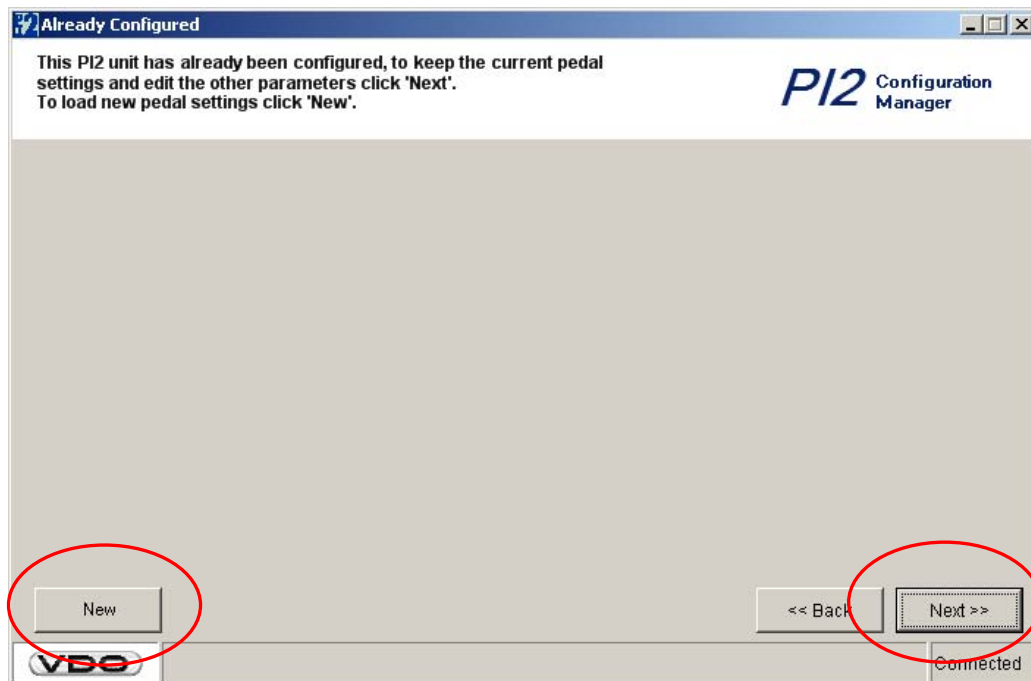 Already Configured
This PI2 unit has already been configured, to keep the current pedal
settings and edit the other parameters click 'Next'.
To load new pedal settings click 'New'.
PI2 Configuration
Manager
New
<< Back
Next >>
VDO
Connected